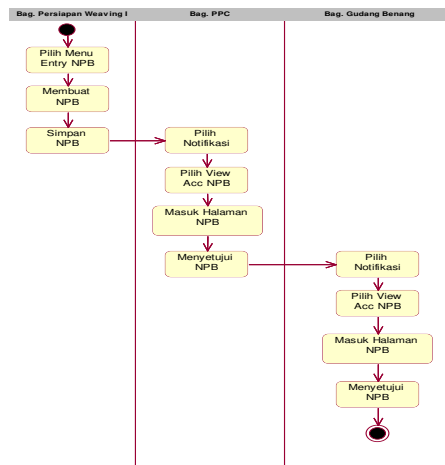 Bag. Persiapan Weaving I
Bag. PPC
Bag. Gudang Benang
Pilih Menu
Entry NPB
Membuat
NPB
Simpan
NPB
Pilih
Notifikasi
Pilih View
Acc NPB
Masuk Halaman
NPB
Menyetujui
NPB
Pilih
Notifikasi
Pilih View
Acc NPB
Masuk Halaman
NPB
Menyetujui
NPB